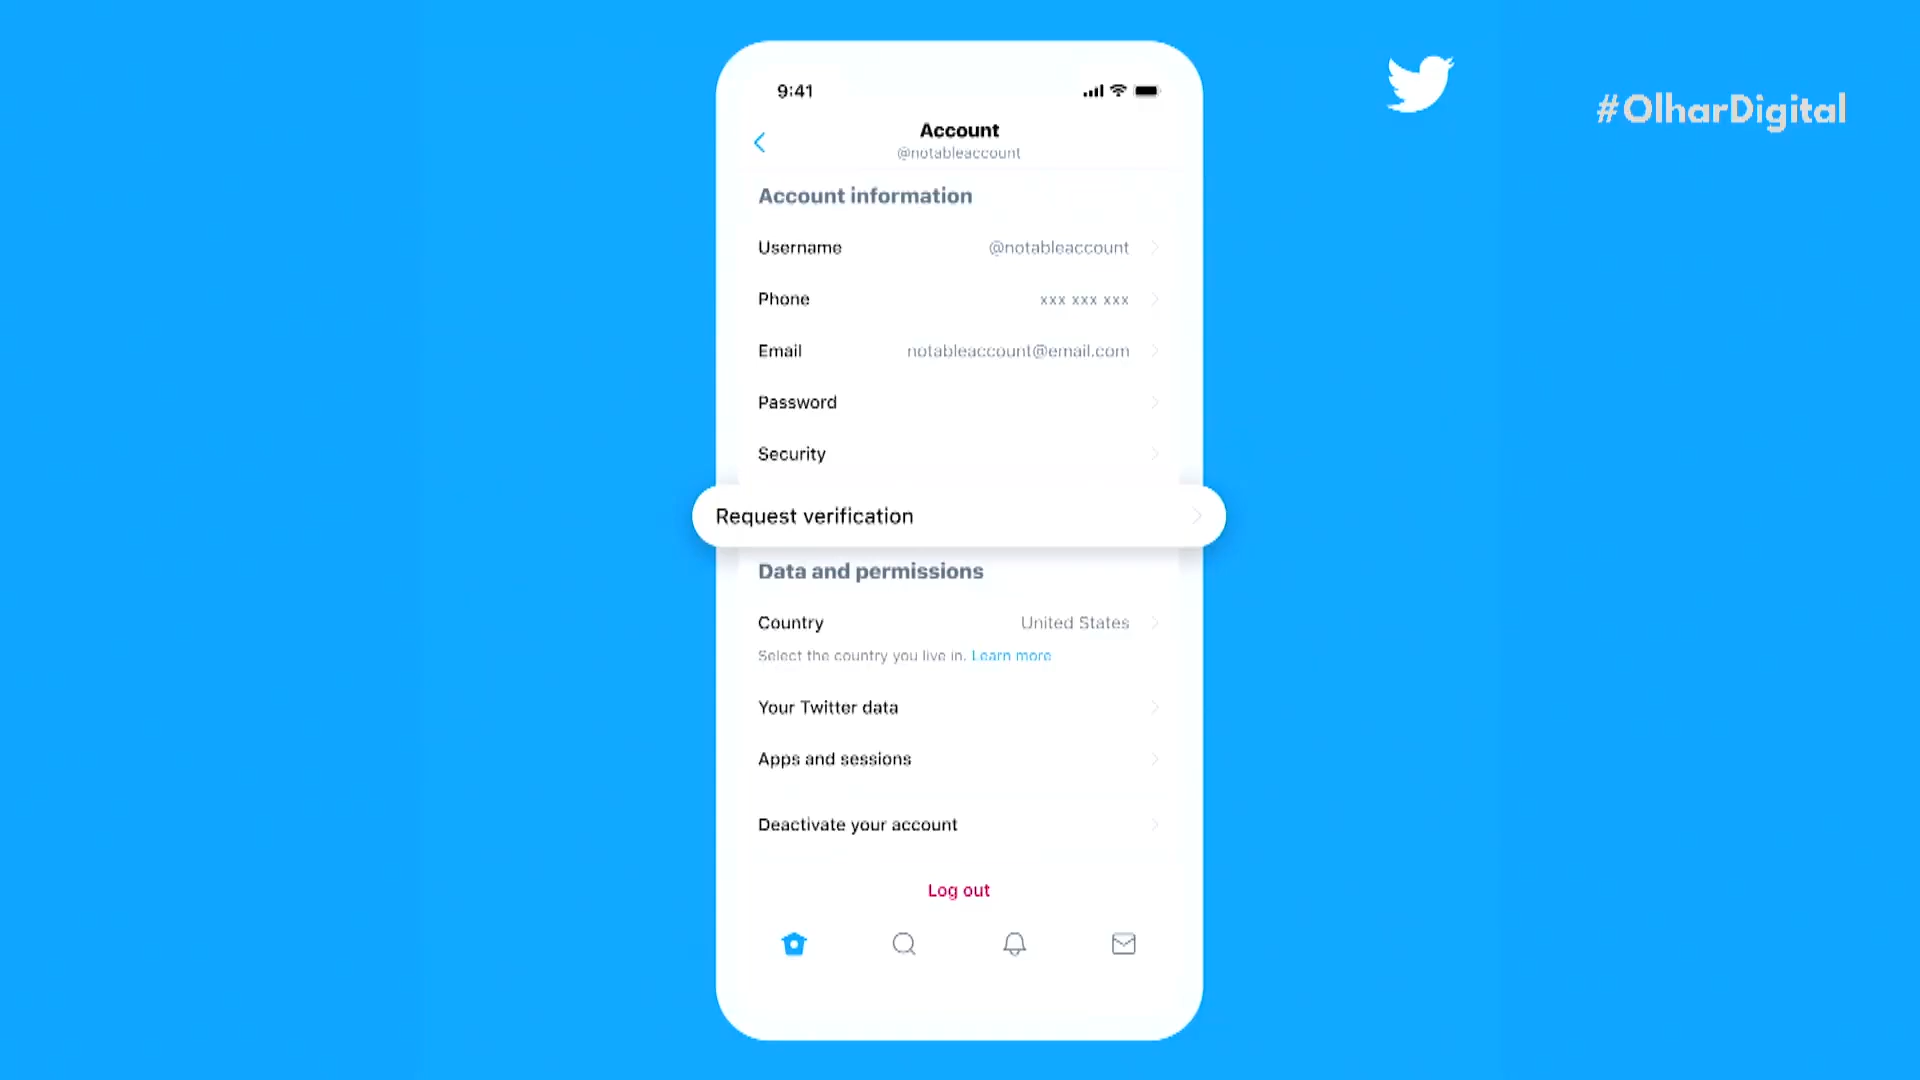 9:41
#OlharDigital
Account
@notableaccount
Account information
Username @notableaccount
Phone xxx xxx xxx
Email notableaccount@email.com
Password
Security
Request verification
Data and permissions
Country United States
Select the country you live in. Learn more
Your Twitter data
Apps and sessions
Deactivate your account
Log out